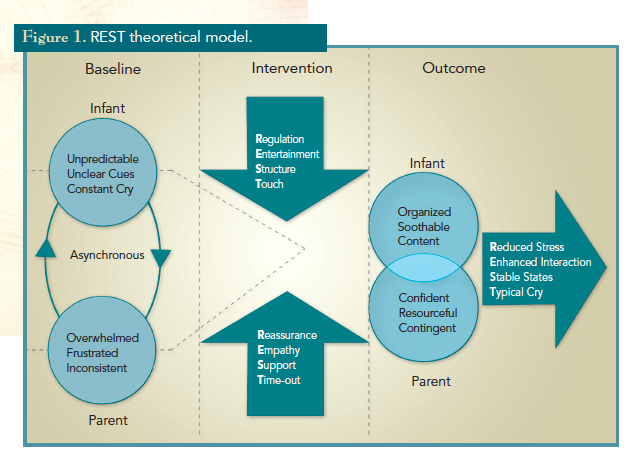 Figure 1. REST theoretical model.
Baseline
Intervention
Outcome
Infant
Unpredictable
Unclear Cues
Constant Cry
Asynchronous
Overwhelmed
Frustrated
Inconsistent
Parent
Regulation
Entertainment
Structure
Touch
Reassurance
Empathy
Support
Time-out
Infant
Organized
Soothable
Content
Confident
Resourceful
Contingent
Parent
Reduced Stress
Enhanced Interaction
Stable States
Typical Cry